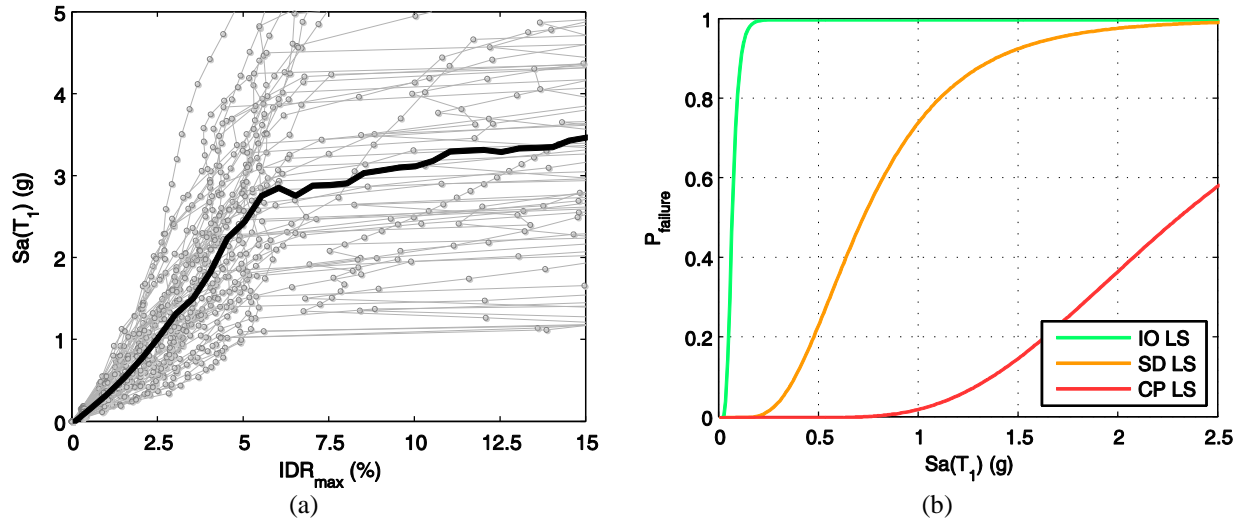 5
4
3
2
1
0
Sa(T1) (g)
0 2.5 5 7.5 10 12.5 15
IDRmax (%)
(a)
1
0.8
0.6
0.4
0.2
0
Pfailure
IO LS
SD LS
CP LS
0 0.5 1 1.5 2 2.5
Sa(T1) (g)
(b)